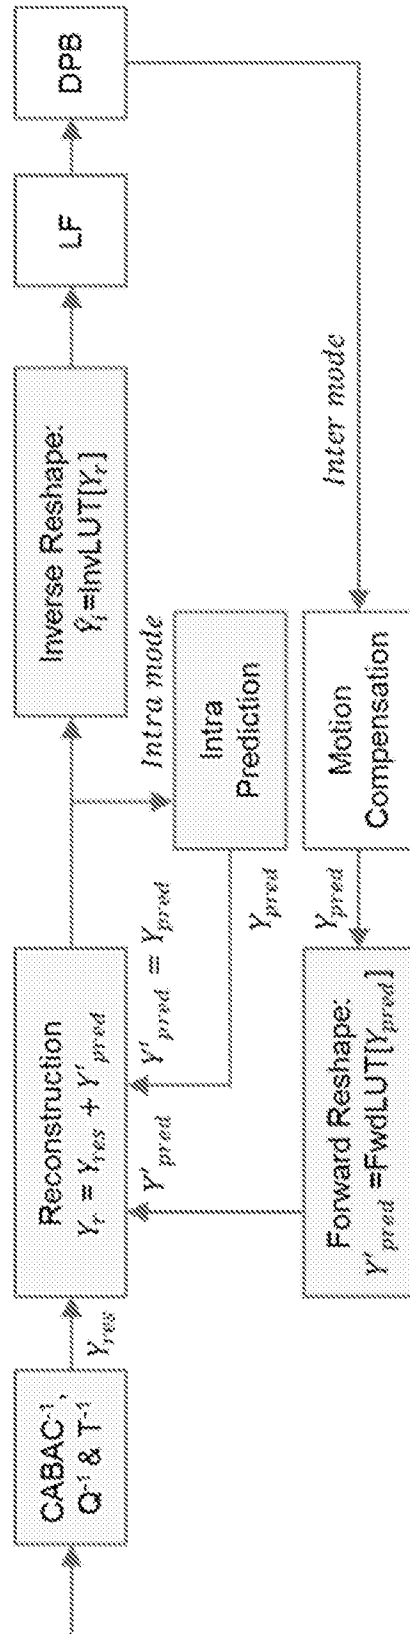 CABAC⁻¹,
Q⁻¹ & T⁻¹
Y_res
Reconstruction
Y_r = Y_res + Y'_pred
Y'_pred
Y'_pred = Y_pred
Intra mode
Inverse Reshape:
Ŷ_i=InvLUT[Y_r]
LF
DPB
Intra
Prediction
Y_pred
Forward Reshape:
Y'_pred =FwdLUT[Y_pred]
Y_pred
Motion
Compensation
Inter mode